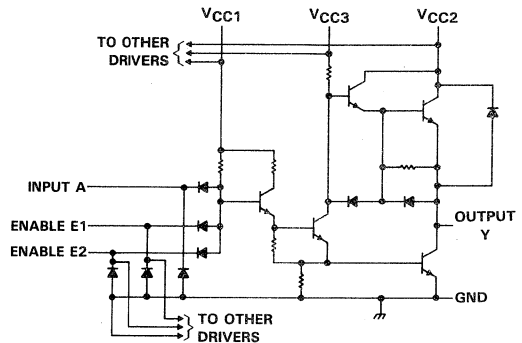 VCC1
VCC3
VCC2
TO OTHER
DRIVERS
INPUT A
ENABLE E1
ENABLE E2
OUTPUT
Y
GND
TO OTHER
DRIVERS